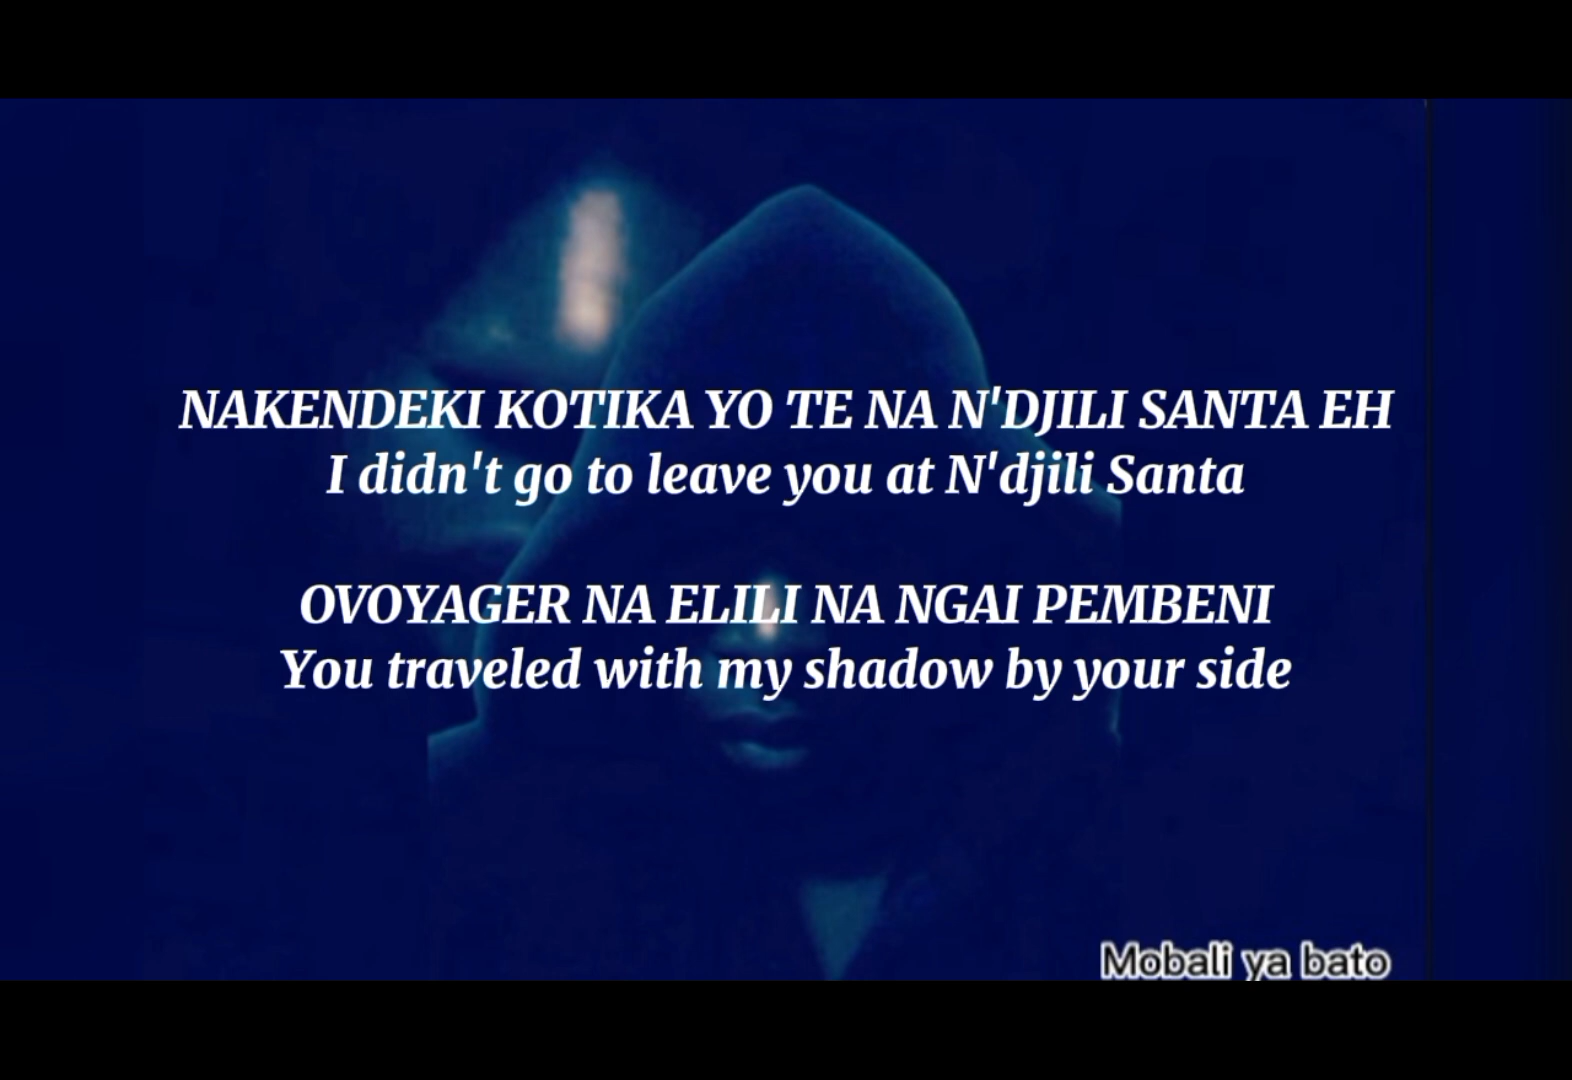 NAKENDEKI KOTIKA YO TE NA N'DJILI SANTA EH
I didn't go to leave you at N'djili Santa
OVOYAGER NA ELILI NA NGAI PEMBENI
You traveled with my shadow by your side
Mobali ya bato